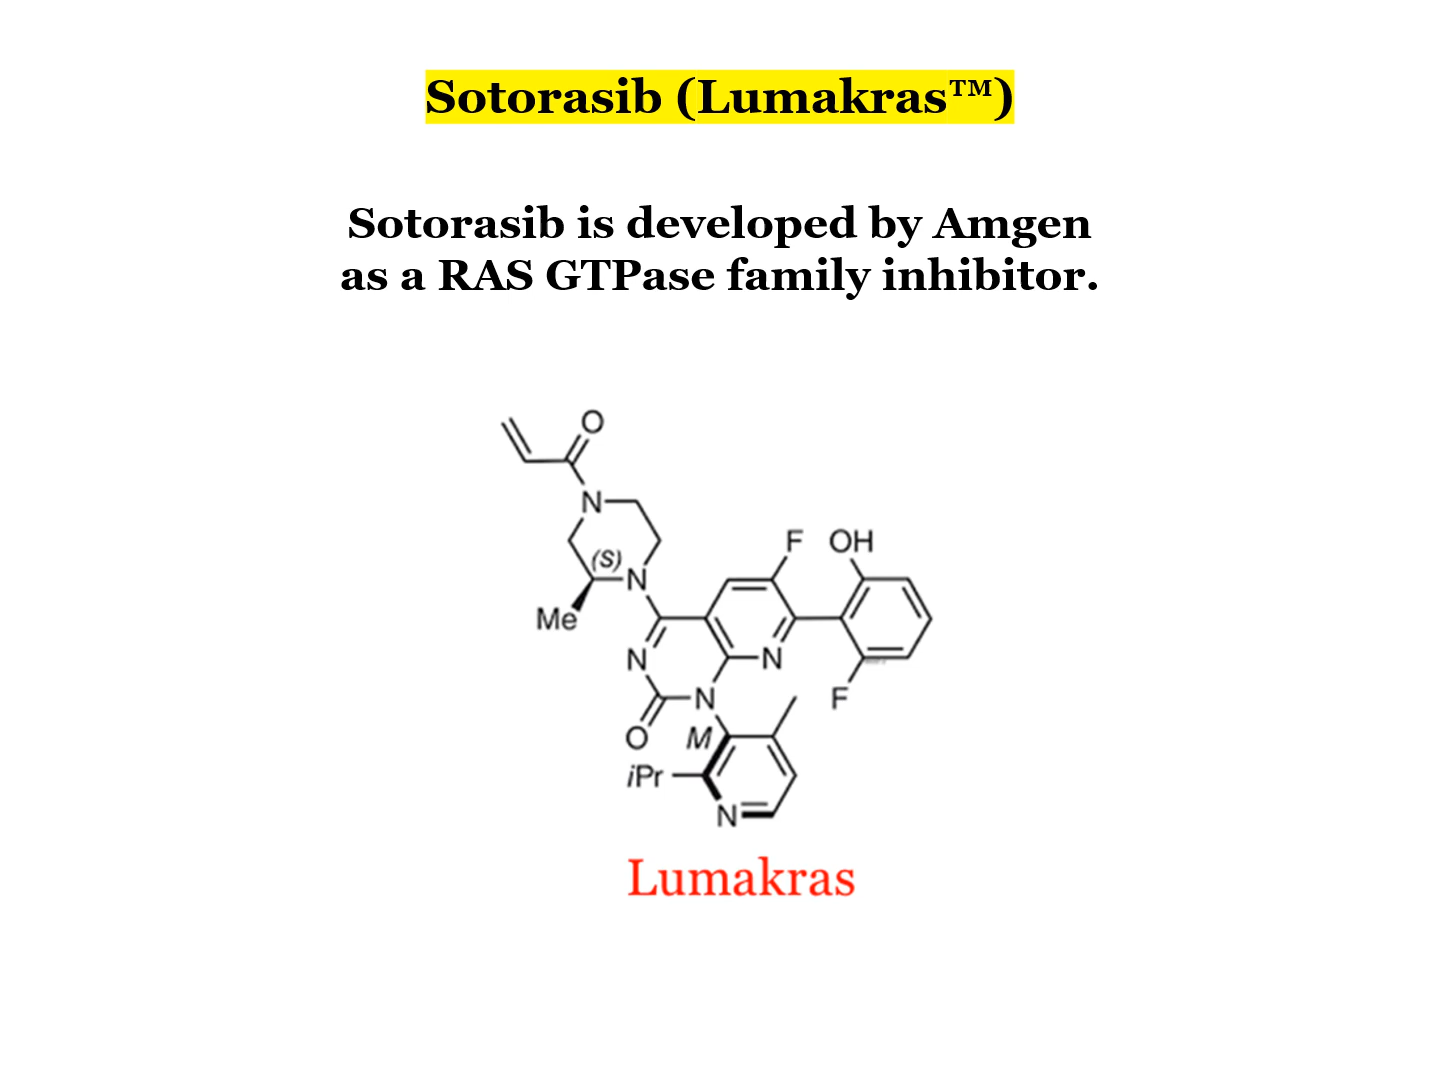 Sotorasib (Lumakras™)
Sotorasib is developed by Amgen
as a RAS GTPase family inhibitor.
O
N
(S)
N
F
OH
Me
N
N
N
F
O
M
iPr
N
Lumakras